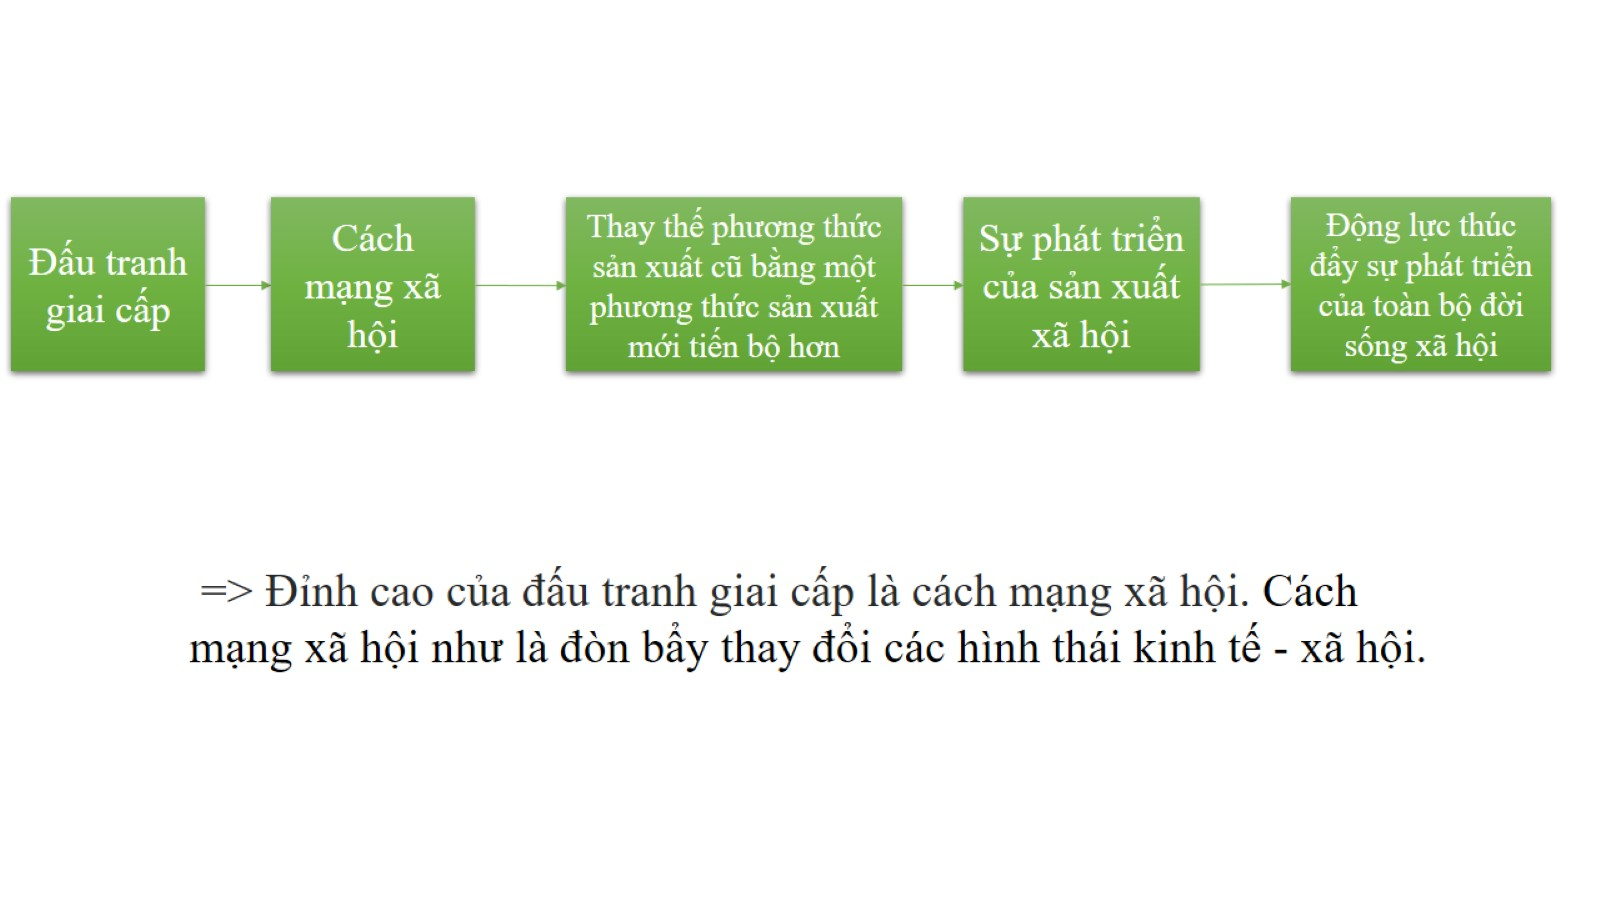 Đấu tranh
giai cấp
Cách
mạng xã
hội
Thay thế phương thức
sản xuất cũ bằng một
phương thức sản xuất
mới tiến bộ hơn
Sự phát triển
của sản xuất
xã hội
Động lực thúc
đẩy sự phát triển
của toàn bộ đời
sống xã hội
=> Đỉnh cao của đấu tranh giai cấp là cách mạng xã hội. Cách
mạng xã hội như là đòn bẩy thay đổi các hình thái kinh tế - xã hội.